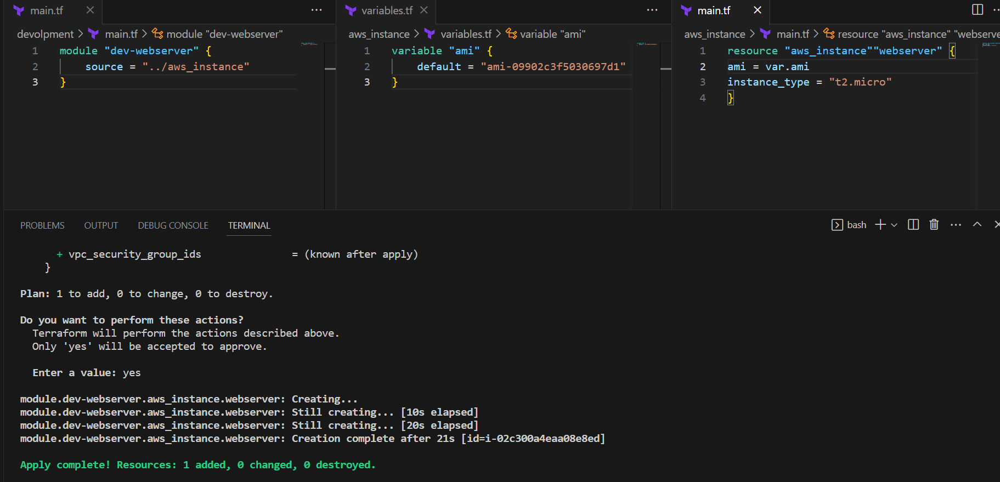 main.tf
devolpment > main.tf > module "dev-webserver"
1 module "dev-webserver" {
2     source = "../aws_instance"
3 }
variables.tf
aws_instance > variables.tf > variable "ami"
1 variable "ami" {
2     default = "ami-09902c3f5030697d1"
3 }
main.tf
aws_instance > main.tf > resource "aws_instance" "webserve
1 resource "aws_instance""webserver" {
2 ami = var.ami
3 instance_type = "t2.micro"
4 }
PROBLEMS OUTPUT DEBUG CONSOLE TERMINAL bash
+ vpc_security_group_ids = (known after apply)
}
Plan: 1 to add, 0 to change, 0 to destroy.
Do you want to perform these actions?
Terraform will perform the actions described above.
Only 'yes' will be accepted to approve.
Enter a value: yes
module.dev-webserver.aws_instance.webserver: Creating...
module.dev-webserver.aws_instance.webserver: Still creating... [10s elapsed]
module.dev-webserver.aws_instance.webserver: Still creating... [20s elapsed]
module.dev-webserver.aws_instance.webserver: Creation complete after 21s [id=i-02c300a4eaa08e8ed]
Apply complete! Resources: 1 added, 0 changed, 0 destroyed.